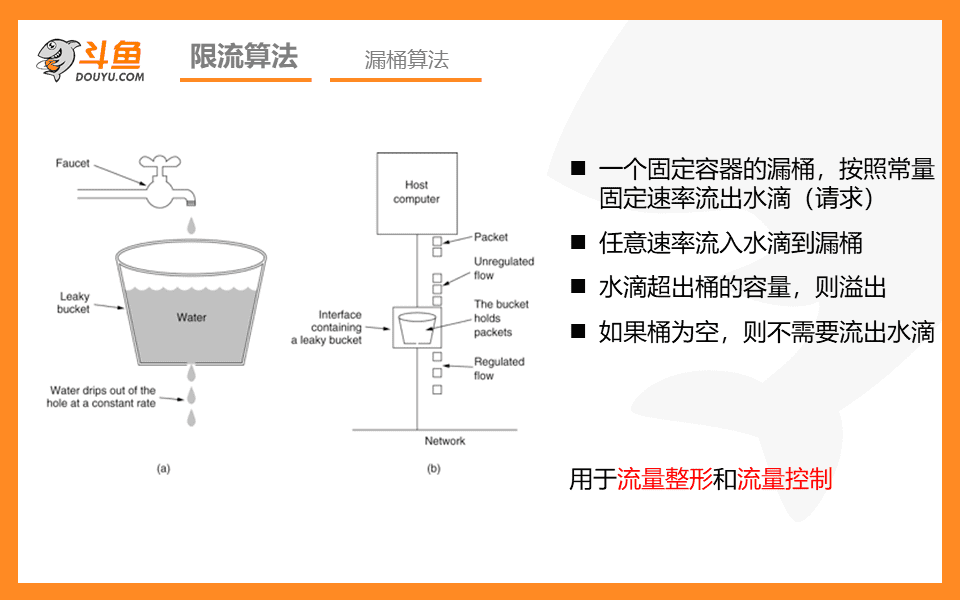 斗鱼
DOUYU.COM
限流算法
漏桶算法
Faucet
Leaky
bucket
Water
Water drips out of the
hole at a constant rate
(a)
Host
computer
Packet
Unregulated
flow
The bucket
holds
packets
Interface
containing
a leaky bucket
Regulated
flow
Network
(b)
■ 一个固定容器的漏桶，按照常量
固定速率流出水滴（请求）
■ 任意速率流入水滴到漏桶
■ 水滴超出桶的容量，则溢出
■ 如果桶为空，则不需要流出水滴
用于流量整形和流量控制